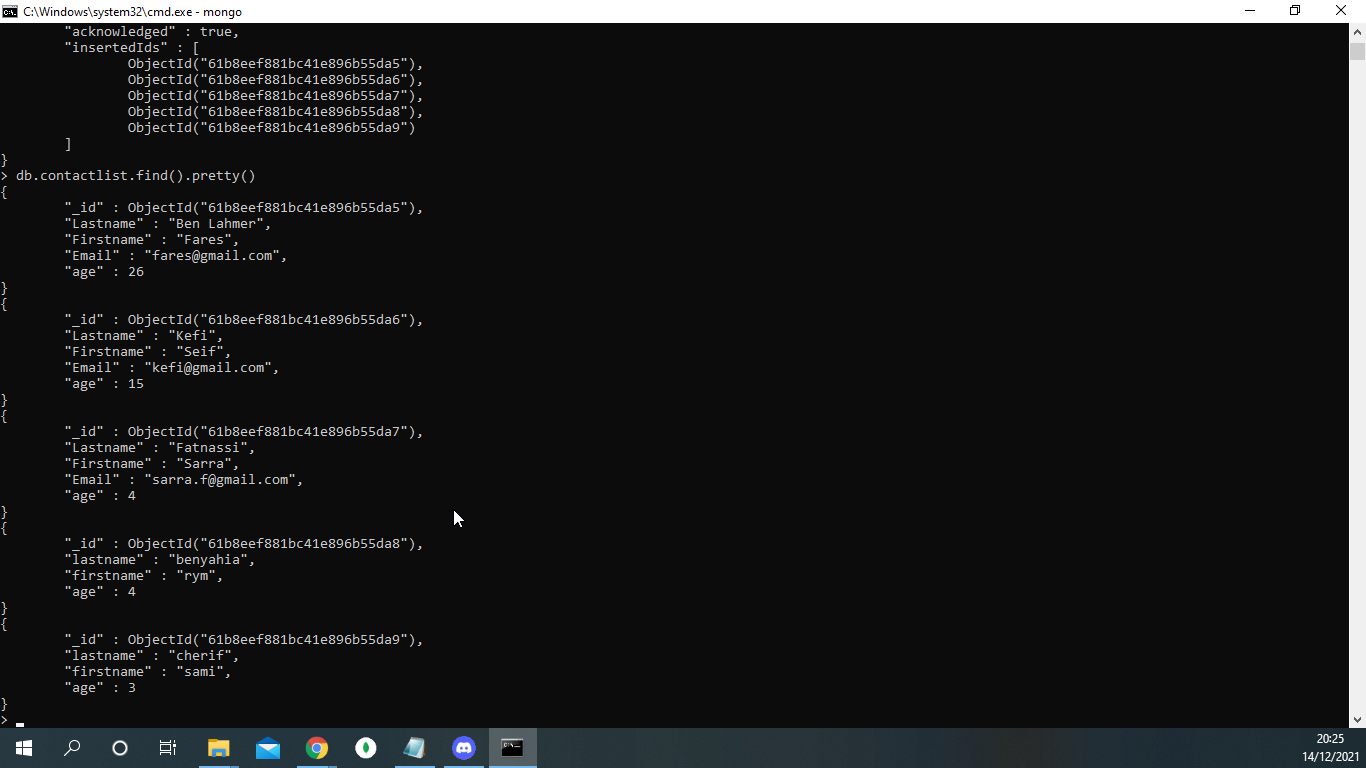 C:\Windows\system32\cmd.exe - mongo
"acknowledged" : true,
"insertedIds" : [
ObjectId("61b8eef881bc41e896b55da5"),
ObjectId("61b8eef881bc41e896b55da6"),
ObjectId("61b8eef881bc41e896b55da7"),
ObjectId("61b8eef881bc41e896b55da8"),
ObjectId("61b8eef881bc41e896b55da9")
]
}
> db.contactlist.find().pretty()
{
"_id" : ObjectId("61b8eef881bc41e896b55da5"),
"Lastname" : "Ben Lahmer",
"Firstname" : "Fares",
"Email" : "fares@gmail.com",
"age" : 26
}
{
"_id" : ObjectId("61b8eef881bc41e896b55da6"),
"Lastname" : "Kefi",
"Firstname" : "Seif",
"Email" : "kefi@gmail.com",
"age" : 15
}
{
"_id" : ObjectId("61b8eef881bc41e896b55da7"),
"Lastname" : "Fatnassi",
"Firstname" : "Sarra",
"Email" : "sarra.f@gmail.com",
"age" : 4
}
{
"_id" : ObjectId("61b8eef881bc41e896b55da8"),
"lastname" : "benyahia",
"firstname" : "rym",
"age" : 4
}
{
"_id" : ObjectId("61b8eef881bc41e896b55da9"),
"lastname" : "cherif",
"firstname" : "sami",
"age" : 3
}
>
20:25
14/12/2021